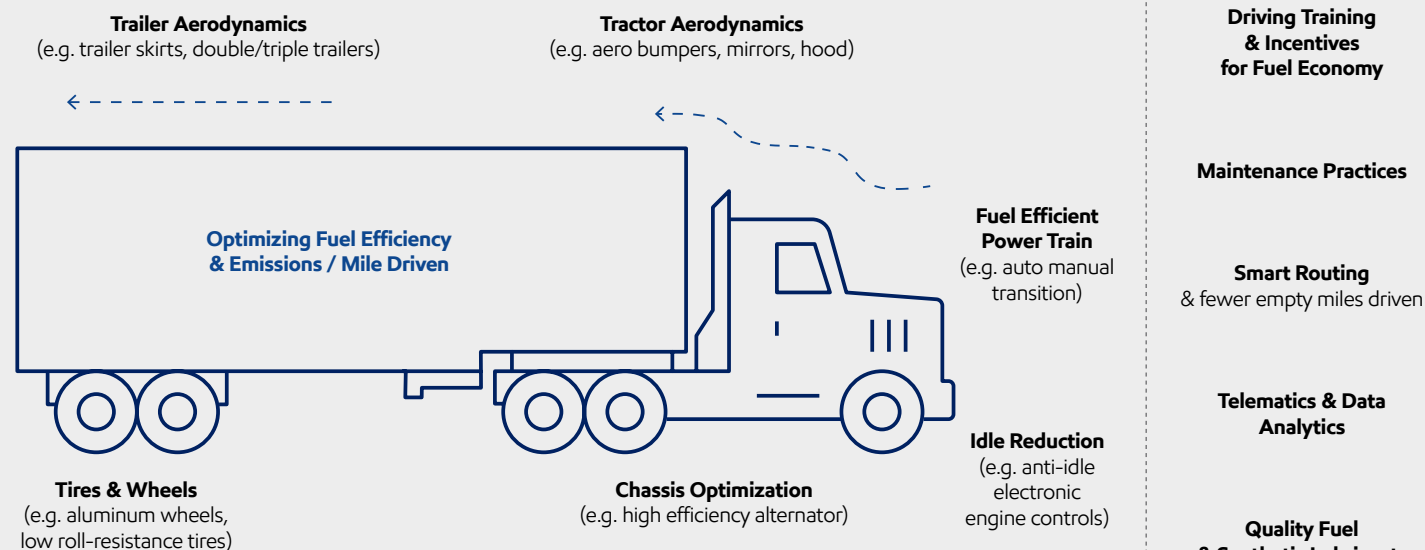 Trailer Aerodynamics
(e.g. trailer skirts, double/triple trailers)
Tractor Aerodynamics
(e.g. aero bumpers, mirrors, hood)
Optimizing Fuel Efficiency
& Emissions / Mile Driven
Fuel Efficient
Power Train
(e.g. auto manual
transition)
Idle Reduction
(e.g. anti-idle
electronic
engine controls)
Tires & Wheels
(e.g. aluminum wheels,
low roll-resistance tires)
Chassis Optimization
(e.g. high efficiency alternator)
Driving Training
& Incentives
for Fuel Economy
Maintenance Practices
Smart Routing
& fewer empty miles driven
Telematics & Data
Analytics
Quality Fuel